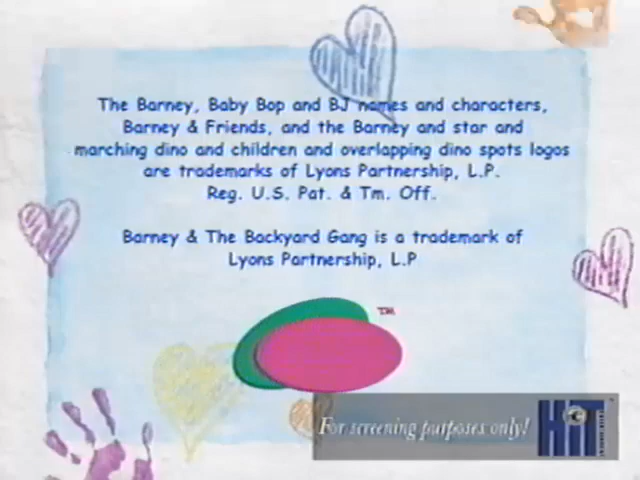 The Barney, Baby Bop and BJ names and characters,
Barney & Friends, and the Barney and star and
marching dino and children and overlapping dino spots logos
are trademarks of Lyons Partnership, L.P.
Reg. U.S. Pat. & Tm. Off.
Barney & The Backyard Gang is a trademark of
Lyons Partnership, L.P
TM
For screening purposes only!
HiT